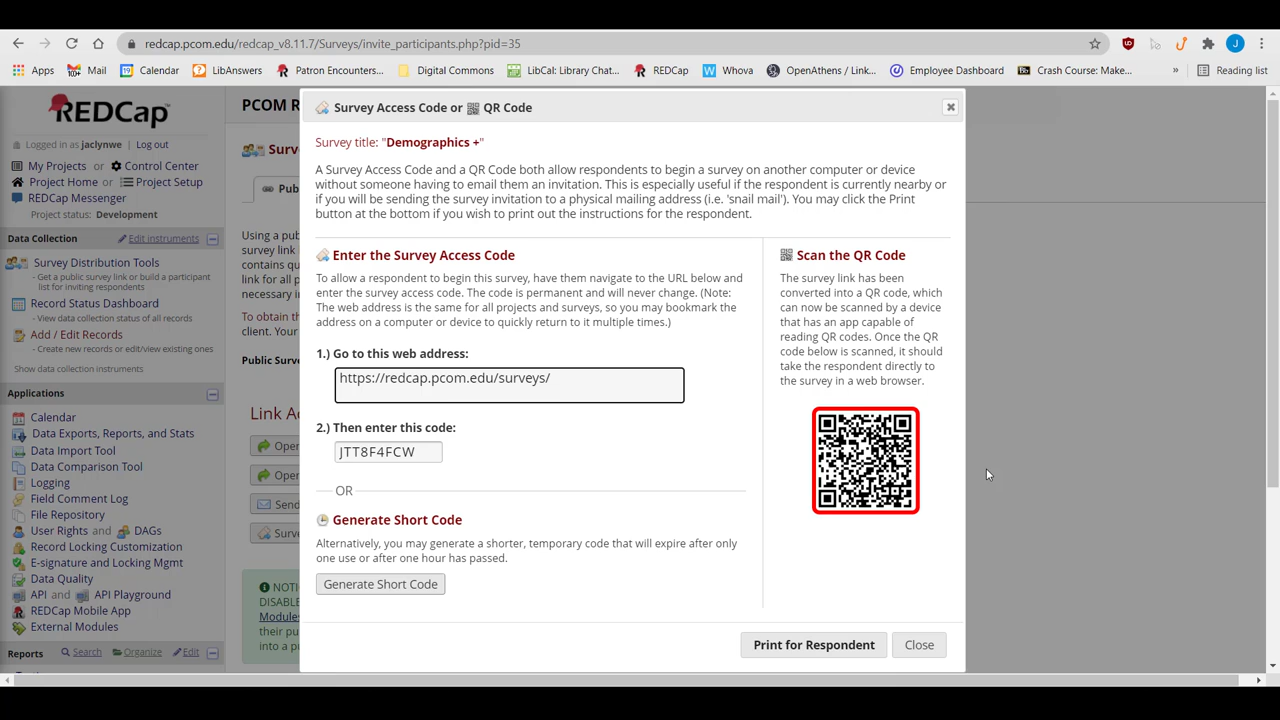 redcap.pcom.edu/redcap_v8.11.7/Surveys/invite_participants.php?pid=35
Apps
10+ Mail
19 Calendar
LibAnswers
Patron Encounters...
Digital Commons
LibCal: Library Chat...
REDCap
W Whova
OpenAthens / Link...
Employee Dashboard
Crash Course: Make...
»
Reading list
J
REDCap
Logged in as jaclynwe | Log out
My Projects or Control Center
Project Home or Project Setup
REDCap Messenger
Project status: Development
Data Collection Edit instruments
Survey Distribution Tools
- Get a public survey link or build a participant
list for inviting respondents
Record Status Dashboard
- View data collection status of all records
Add / Edit Records
- Create new records or edit/view existing ones
Show data collection instruments
Applications
Calendar
Data Exports, Reports, and Stats
Data Import Tool
Data Comparison Tool
Logging
Field Comment Log
File Repository
User Rights and DAGs
Record Locking Customization
E-signature and Locking Mgmt
Data Quality
API and API Playground
REDCap Mobile App
External Modules
Reports Search Organize Edit
PCOM R
Surv
Pub
Using a pub
survey link
contains qu
link for all p
necessary i
To obtain th
client. Your
Public Surve
Link Ac
Open
Open
Send
Surve
NOTI
DISABLE
Modules
their pu
into a p
Survey Access Code or QR Code
Survey title: "Demographics +"
A Survey Access Code and a QR Code both allow respondents to begin a survey on another computer or device
without someone having to email them an invitation. This is especially useful if the respondent is currently nearby or
if you will be sending the survey invitation to a physical mailing address (i.e. 'snail mail'). You may click the Print
button at the bottom if you wish to print out the instructions for the respondent.
Enter the Survey Access Code
To allow a respondent to begin this survey, have them navigate to the URL below and
enter the survey access code. The code is permanent and will never change. (Note:
The web address is the same for all projects and surveys, so you may bookmark the
address on a computer or device to quickly return to it multiple times.)
1.) Go to this web address:
https://redcap.pcom.edu/surveys/
2.) Then enter this code:
JTT8F4FCW
OR
Generate Short Code
Alternatively, you may generate a shorter, temporary code that will expire after only
one use or after one hour has passed.
Generate Short Code
Scan the QR Code
The survey link has been
converted into a QR code, which
can now be scanned by a device
that has an app capable of
reading QR codes. Once the QR
code below is scanned, it should
take the respondent directly to
the survey in a web browser.
Print for Respondent
Close